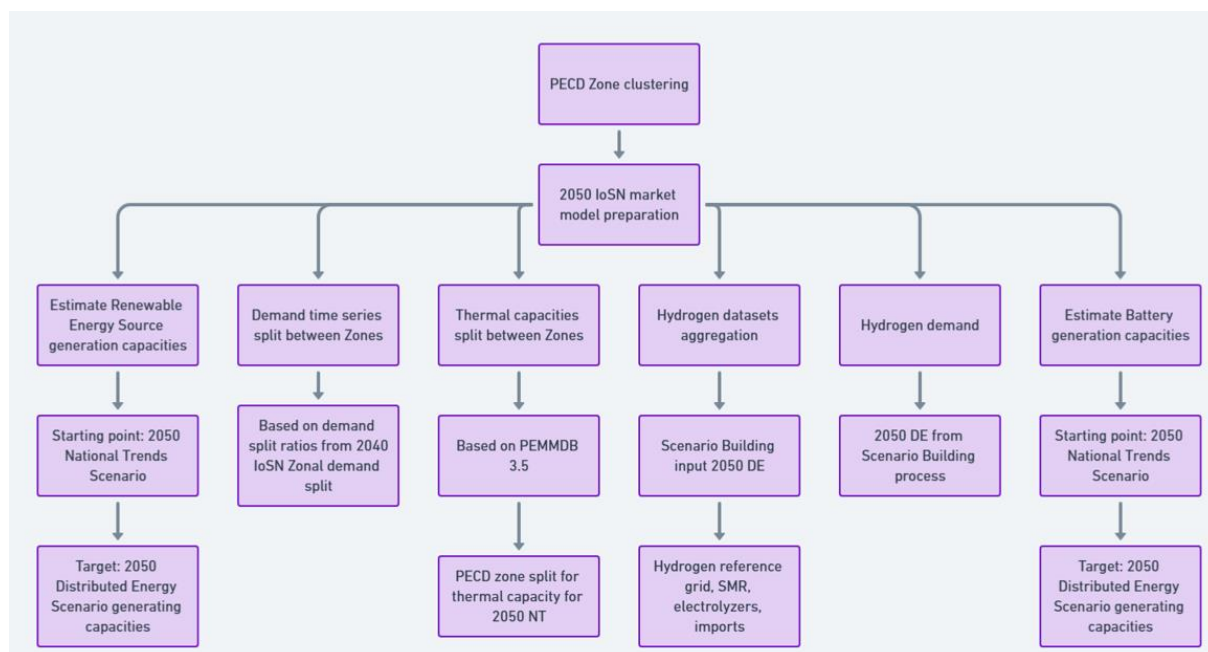 PECD Zone clustering
2050 IoSN market
model preparation
Estimate Renewable
Energy Source
generation capacities
Demand time series
split between Zones
Thermal capacities
split between Zones
Hydrogen datasets
aggregation
Hydrogen demand
Estimate Battery
generation capacities
Starting point: 2050
National Trends
Scenario
Based on demand
split ratios from 2040
IoSN Zonal demand
split
Based on PEMMDB
3.5
Scenario Building
input 2050 DE
2050 DE from
Scenario Building
process
Starting point: 2050
National Trends
Scenario
Target: 2050
Distributed Energy
Scenario generating
capacities
PECD zone split for
thermal capacity for
2050 NT
Hydrogen reference
grid, SMR,
electrolyzers,
imports
Target: 2050
Distributed Energy
Scenario generating
capacities